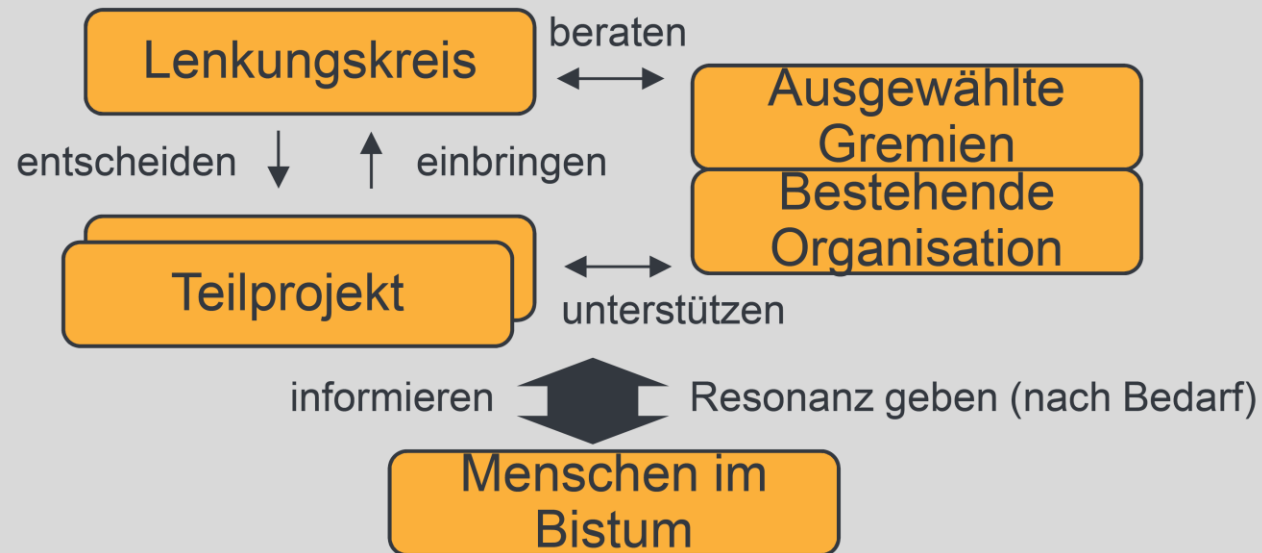 Lenkungskreis
beraten
Ausgewählte
Gremien
entscheiden
einbringen
Bestehende
Organisation
Teilprojekt
unterstützen
informieren
Resonanz geben (nach Bedarf)
Menschen im
Bistum